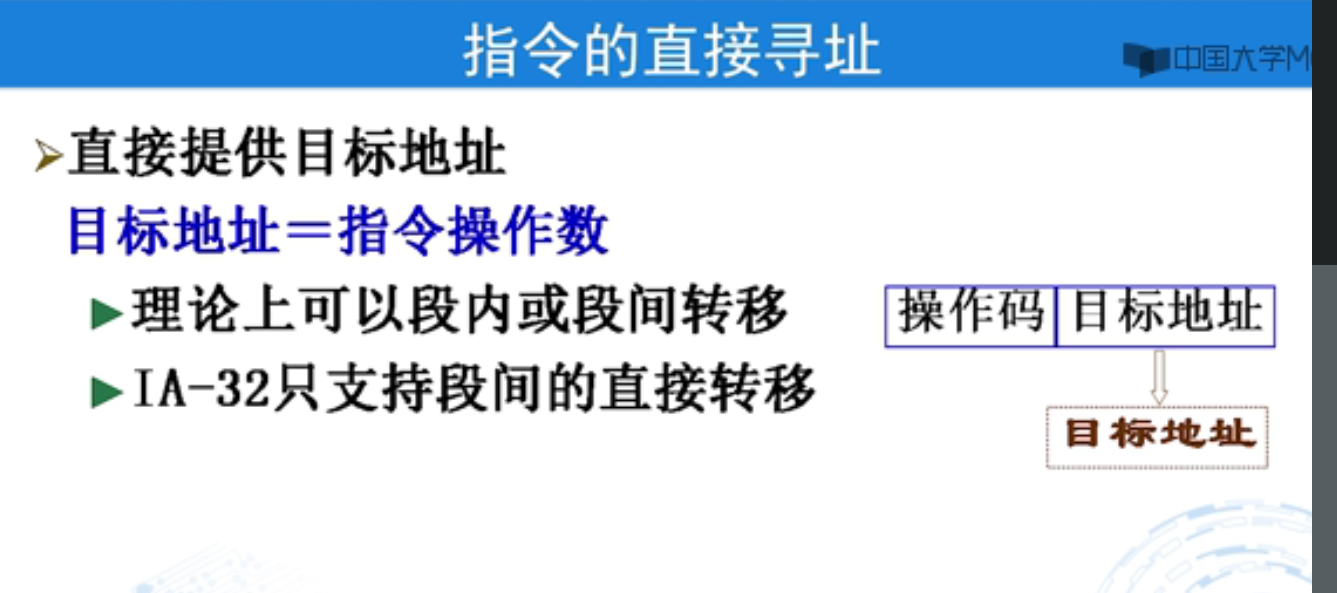 指令的直接寻址
中国大学M
直接提供目标地址
目标地址＝指令操作数
理论上可以段内或段间转移
IA-32只支持段间的直接转移
操作码 目标地址
目标地址